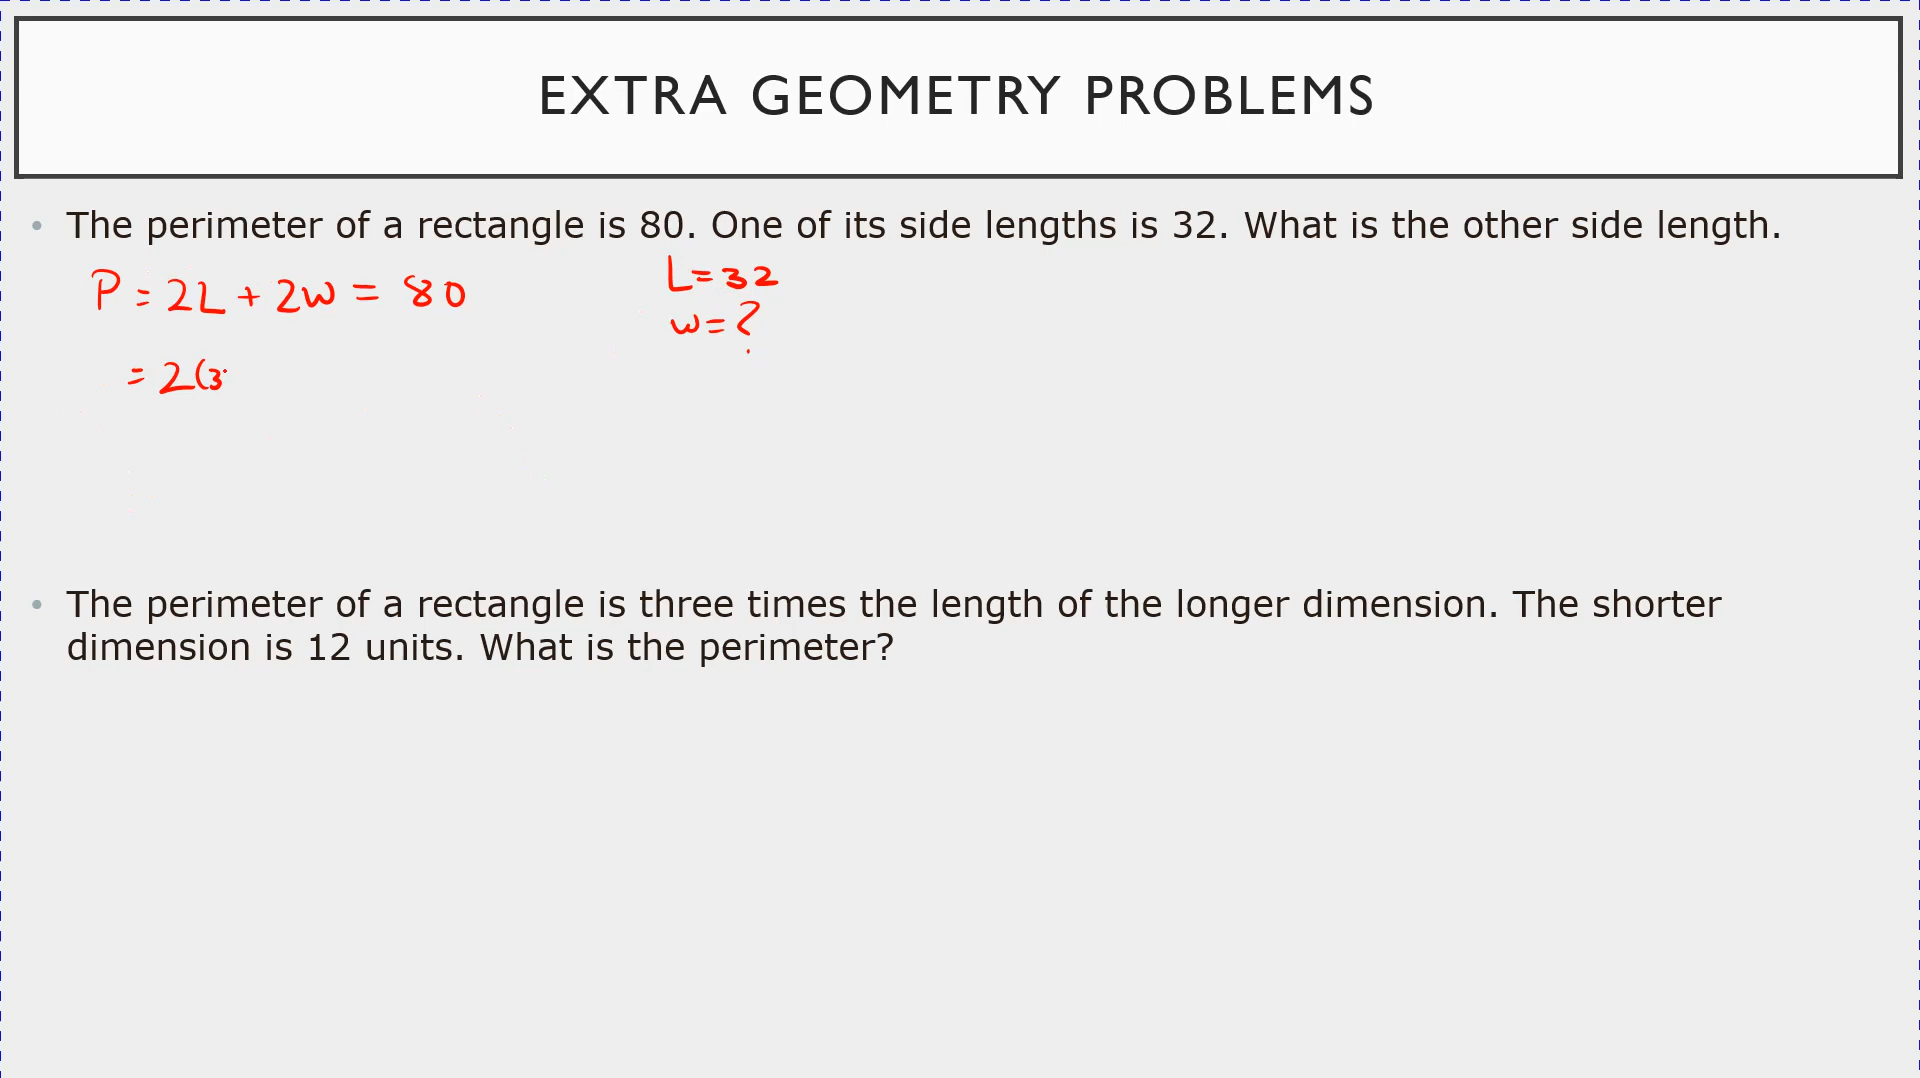 EXTRA GEOMETRY PROBLEMS
• The perimeter of a rectangle is 80. One of its side lengths is 32. What is the other side length.
P = 2L + 2w = 80
L = 32
w = ?
= 2(3
• The perimeter of a rectangle is three times the length of the longer dimension. The shorter
dimension is 12 units. What is the perimeter?